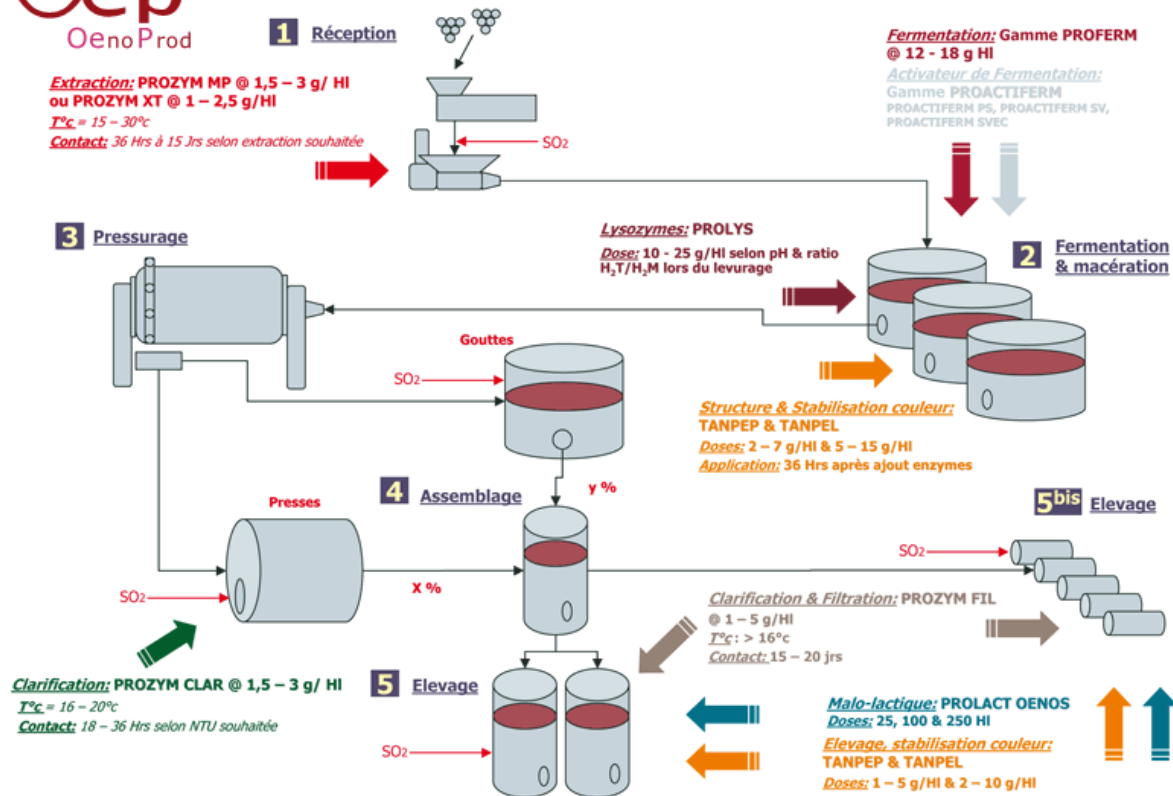 Oep
OenoProd
1 Réception
Extraction: PROZYM MP @ 1,5 – 3 g/ Hl
ou PROZYM XT @ 1 – 2,5 g/Hl
T°c = 15 – 30°c
Contact: 36 Hrs à 15 Jrs selon extraction souhaitée
SO2
Fermentation: Gamme PROFERM
@ 12 - 18 g Hl
Activateur de Fermentation:
Gamme PROACTIFERM
PROACTIFERM PS, PROACTIFERM SV,
PROACTIFERM SVEC
3 Pressurage
Lysozymes: PROLYS
Dose: 10 - 25 g/Hl selon pH & ratio
H2T/H2M lors du levurage
2 Fermentation
& macération
Gouttes
SO2
Structure & Stabilisation couleur:
TANPEP & TANPEL
Doses: 2 – 7 g/Hl & 5 – 15 g/Hl
Application: 36 Hrs après ajout enzymes
4 Assemblage
y %
Presses
5bis Elevage
SO2
X %
SO2
Clarification & Filtration: PROZYM FIL
@ 1 – 5 g/Hl
T°c : > 16°c
Contact: 15 – 20 jrs
Clarification: PROZYM CLAR @ 1,5 – 3 g/ Hl
T°c = 16 – 20°c
Contact: 18 – 36 Hrs selon NTU souhaitée
5 Elevage
SO2
Malo-lactique: PROLACT OENOS
Doses: 25, 100 & 250 Hl
Elevage, stabilisation couleur:
TANPEP & TANPEL
Doses: 1 – 5 g/Hl & 2 – 10 g/Hl